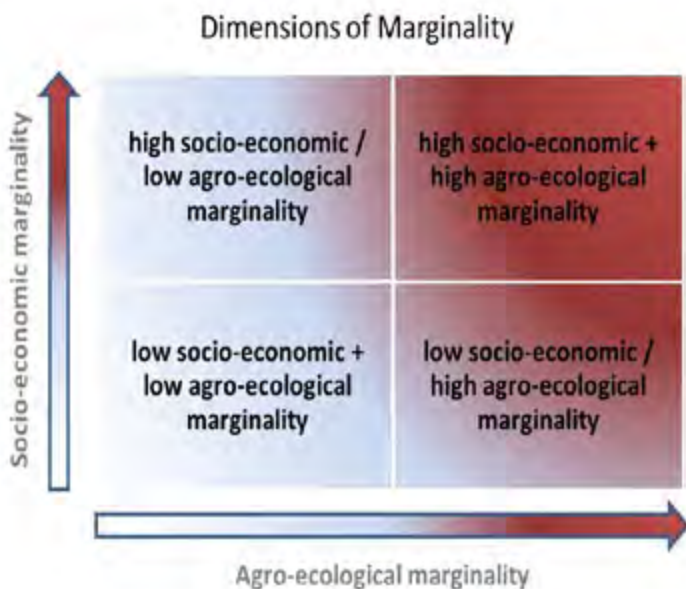 Dimensions of Marginality
Socio-economic marginality
high socio-economic /
low agro-ecological
marginality
high socio-economic +
high agro-ecological
marginality
low socio-economic +
low agro-ecological
marginality
low socio-economic /
high agro-ecological
marginality
Agro-ecological marginality